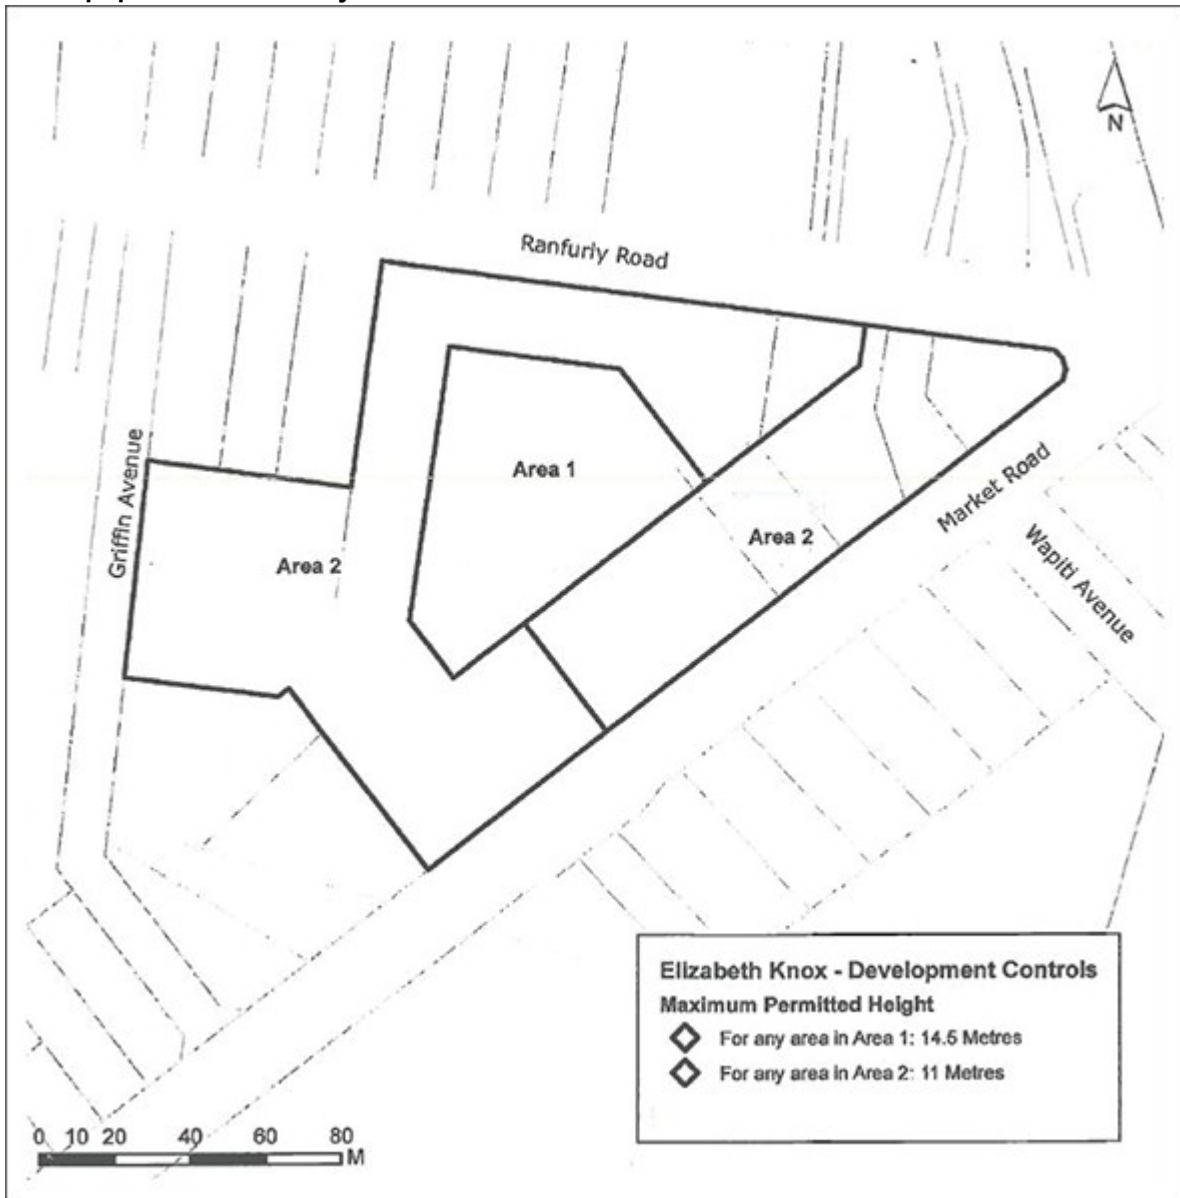 N
Ranfurly Road
Area 1
Griffin Avenue
Area 2
Area 2
Market Road
Wapiti Avenue
Elizabeth Knox - Development Controls
Maximum Permitted Height
For any area in Area 1: 14.5 Metres
For any area in Area 2: 11 Metres
0 10 20 40 60 80
M